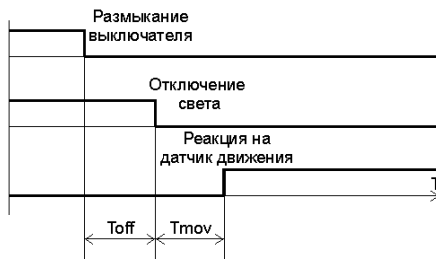 Размыкание
выключателя
Отключение
света
Реакция на
датчик движения
T
Toff
Tmov